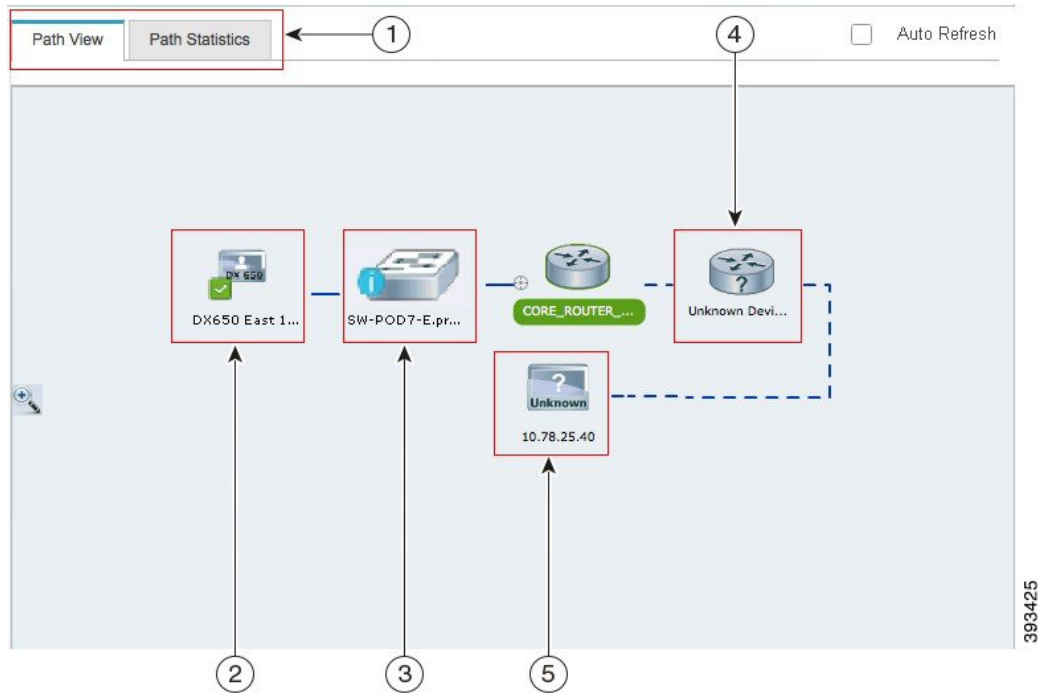 Path View
Path Statistics
1
4
Auto Refresh
DX 650
DX650 East 1...
i
SW-POD7-E.pr...
CORE_ROUTER_...
?
Unknown Devi...
?
Unknown
10.78.25.40
2
3
5
393425